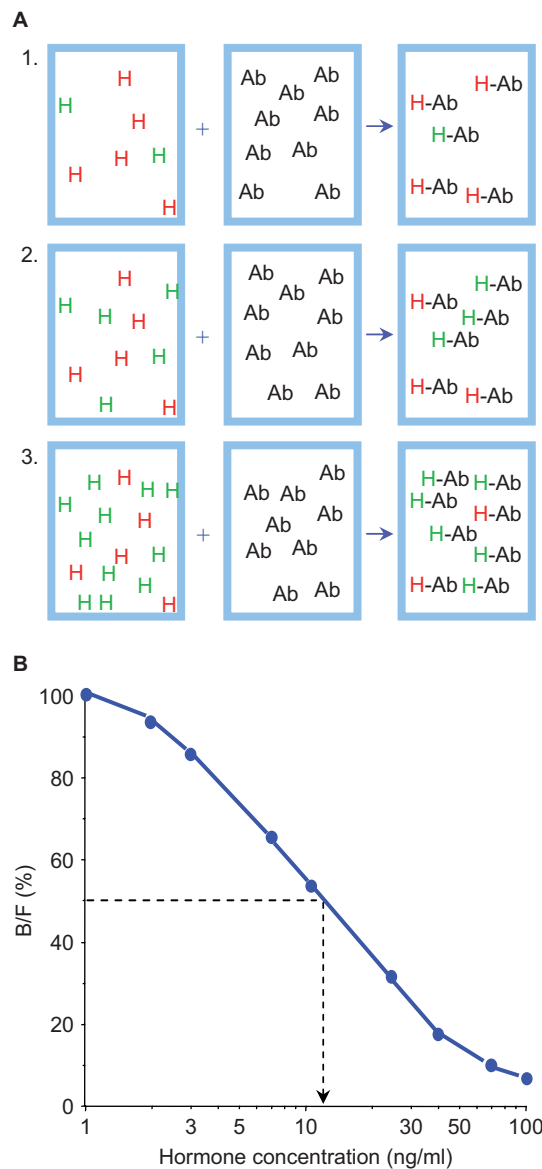 A
1.
H H H H H H H
+
Ab Ab Ab Ab Ab Ab Ab Ab Ab
H-Ab H-Ab H-Ab H-Ab H-Ab
2.
H H H H H H H H H H
+
Ab Ab Ab Ab Ab Ab Ab Ab Ab
H-Ab H-Ab H-Ab H-Ab H-Ab H-Ab
3.
H H H H H H H H H H H H H H H H
+
Ab Ab Ab Ab Ab Ab Ab Ab Ab
H-Ab H-Ab H-Ab H-Ab H-Ab H-Ab H-Ab H-Ab
B
B/F (%)
100
80
60
40
20
0
1 3 5 10 30 50 100
Hormone concentration (ng/ml)